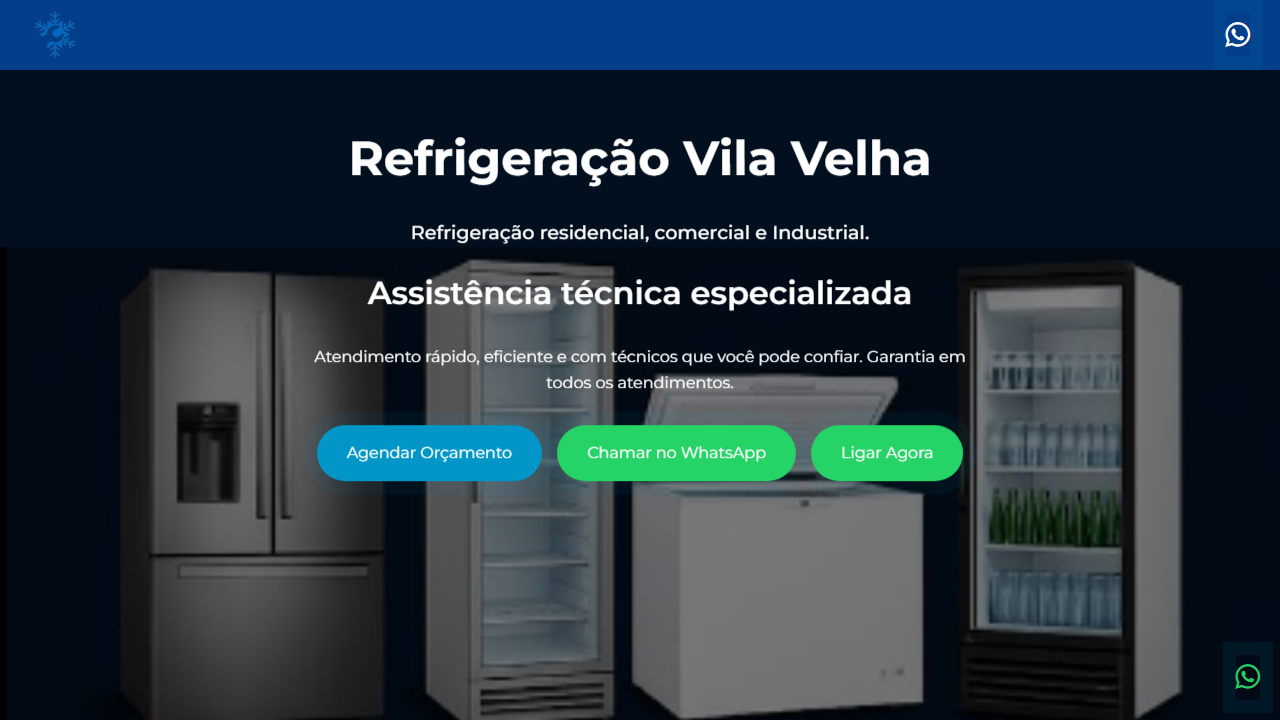 Refrigeração Vila Velha
Refrigeração residencial, comercial e Industrial.
Assistência técnica especializada
Atendimento rápido, eficiente e com técnicos que você pode confiar. Garantia em
todos os atendimentos.
Agendar Orçamento
Chamar no WhatsApp
Ligar Agora